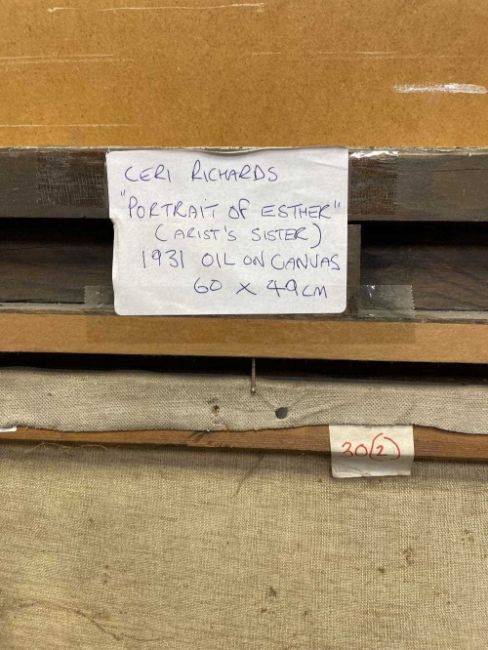 CERI RICHARDS
"PORTRAIT OF ESTHER"
(ARIST'S SISTER)
1931 OIL ON CANVAS
60 x 49CM
30(2)